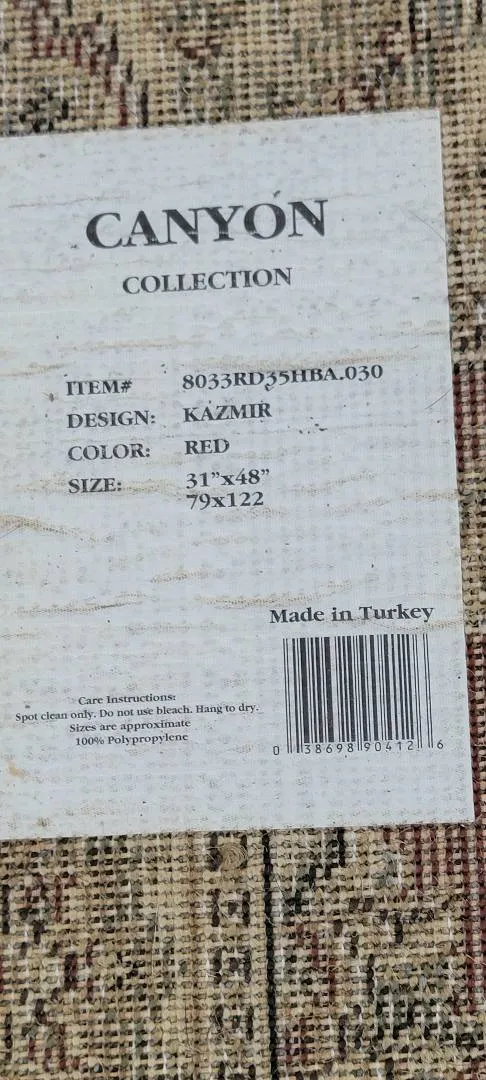 CANYON
COLLECTION
ITEM# 8033RD35HBA.030
DESIGN: KAZMIR
COLOR: RED
SIZE: 31”x48”
79x122
Made in Turkey
Care Instructions:
Spot clean only. Do not use bleach. Hang to dry.
Sizes are approximate
100% Polypropylene
0 38698 90412 6